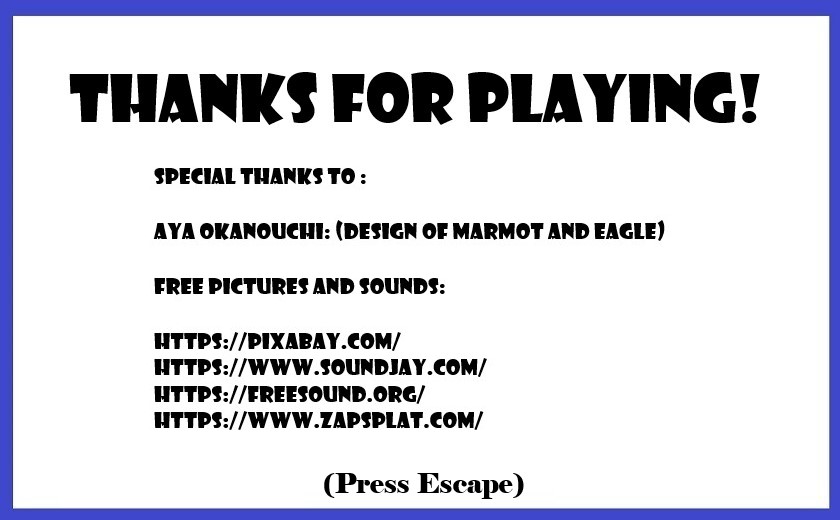 THANKS FOR PLAYING!
SPECIAL THANKS TO :
AYA OKANOUCHI: (DESIGN OF MARMOT AND EAGLE)
FREE PICTURES AND SOUNDS:
HTTPS://PIXABAY.COM/
HTTPS://WWW.SOUNDJAY.COM/
HTTPS://FREESOUND.ORG/
HTTPS://WWW.ZAPSPLAT.COM/
(Press Escape)